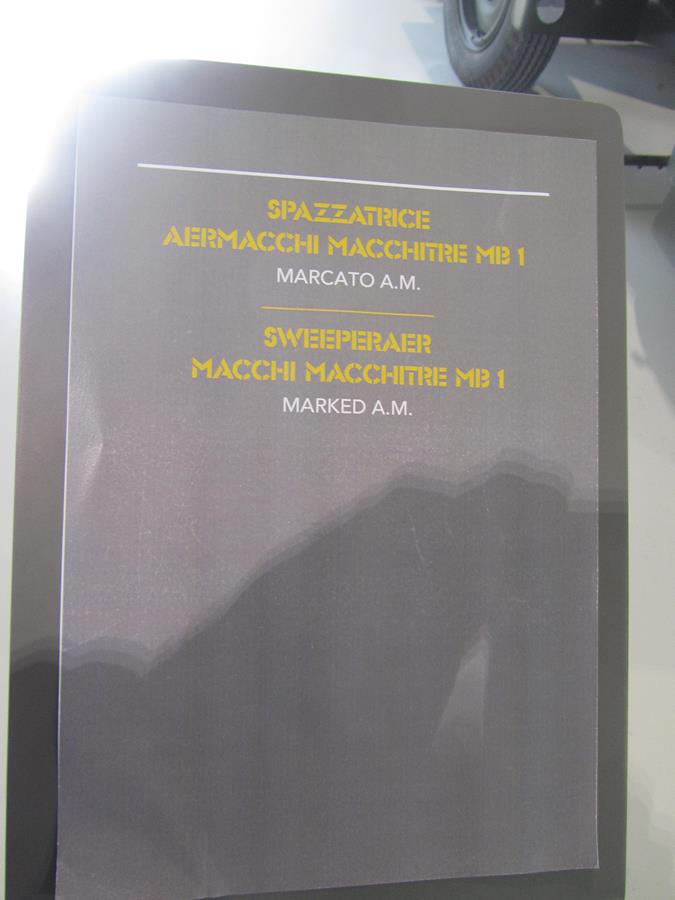 SPAZZATRICE
AERMACCHI MACCHITRE MB 1
MARCATO A.M.
SWEEPERAER
MACCHI MACCHITRE MB 1
MARKED A.M.